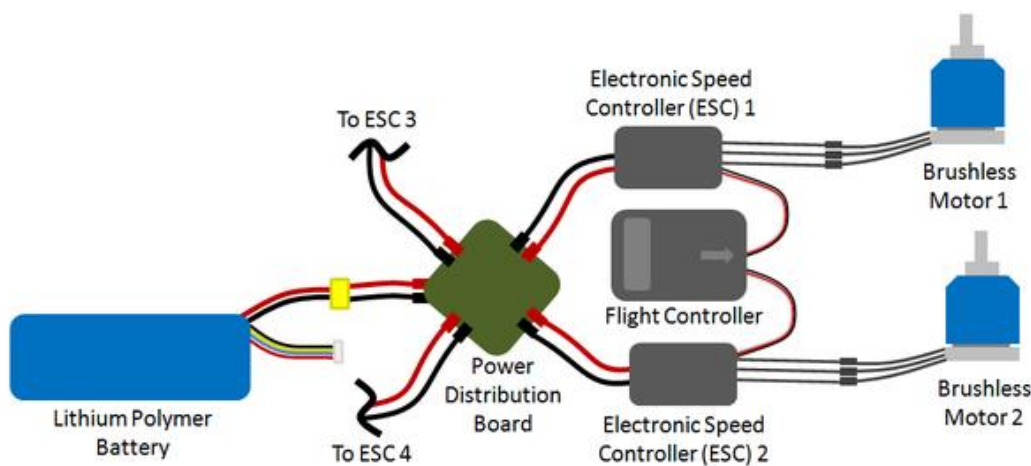 Electronic Speed
Controller (ESC) 1
To ESC 3
Brushless
Motor 1
Flight Controller
Power
Distribution
Board
Lithium Polymer
Battery
To ESC 4
Electronic Speed
Controller (ESC) 2
Brushless
Motor 2